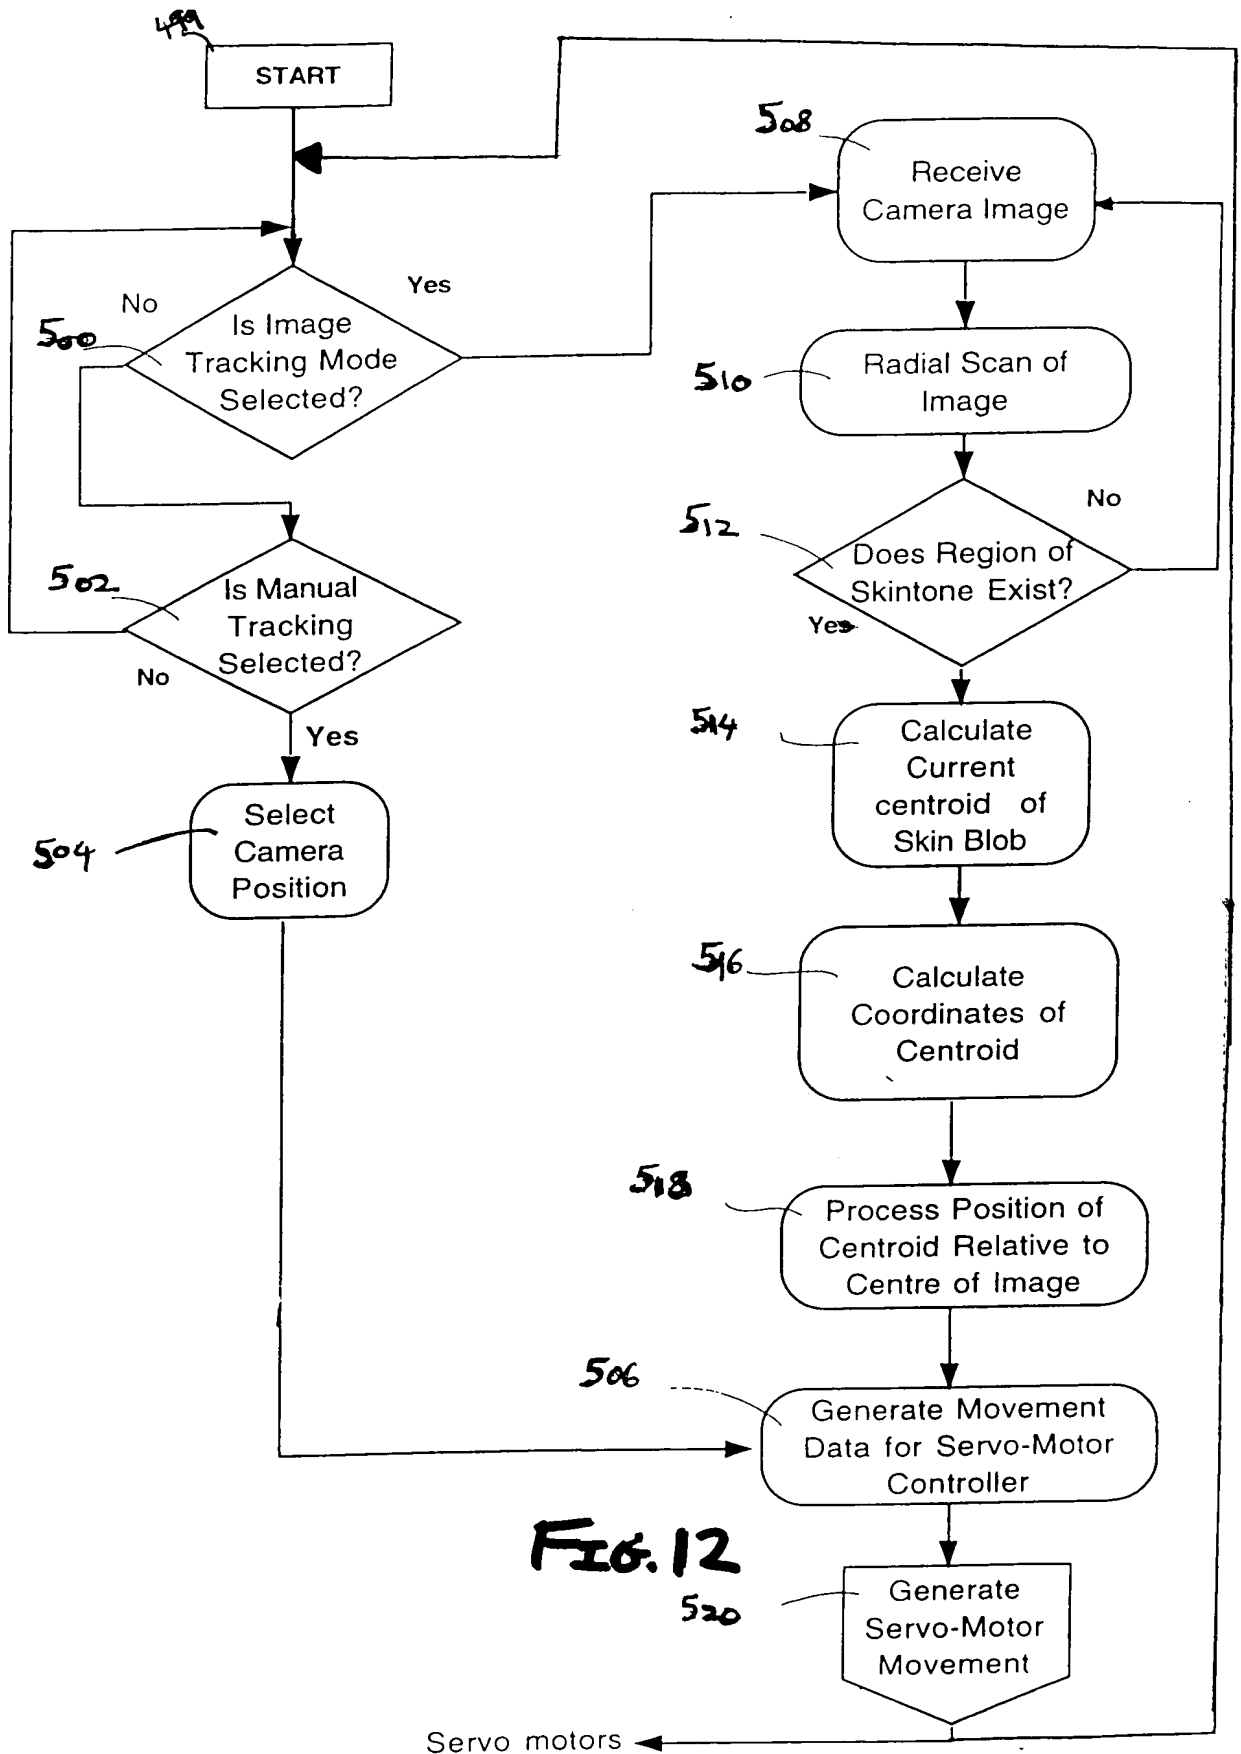 499
START
508
Receive
Camera Image
No
Yes
500
Is Image
Tracking Mode
Selected?
510
Radial Scan of
Image
No
512
Does Region of
Skintone Exist?
Yes
502
Is Manual
Tracking
Selected?
No
Yes
514
Calculate
Current
centroid of
Skin Blob
504
Select
Camera
Position
516
Calculate
Coordinates of
Centroid
518
Process Position of
Centroid Relative to
Centre of Image
506
Generate Movement
Data for Servo-Motor
Controller
FIG. 12
520
Generate
Servo-Motor
Movement
Servo motors